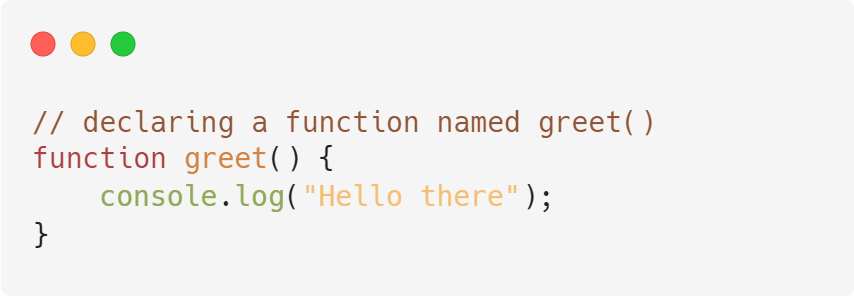 // declaring a function named greet()
function greet() {
    console.log("Hello there");
}